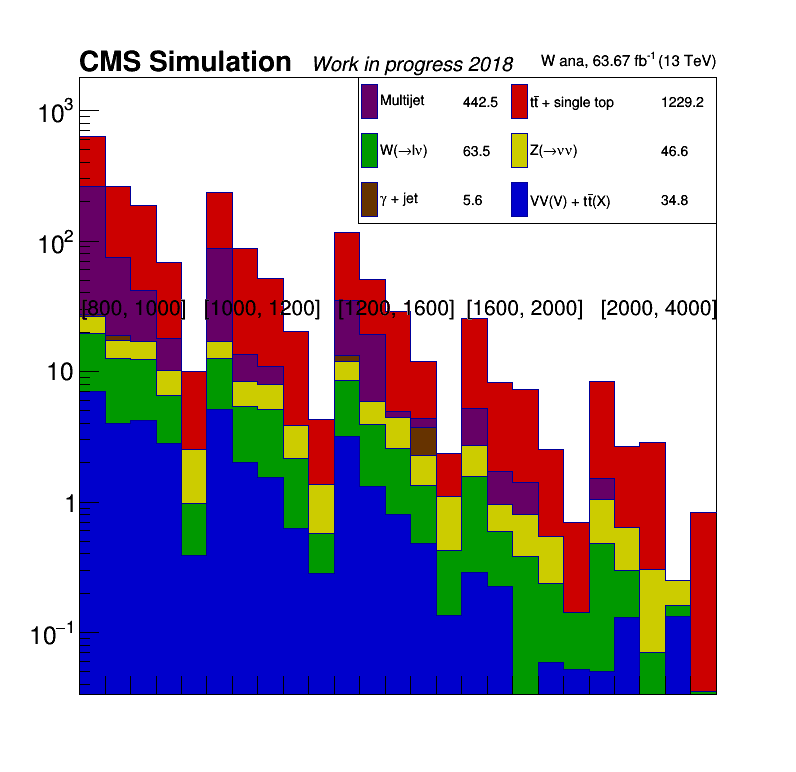 CMS Simulation Work in progress 2018 W ana, 63.67 fb⁻¹ (13 TeV)
Multijet 442.5 tt̄ + single top 1229.2
W(→lν) 63.5 Z(→νν) 46.6
γ + jet 5.6 VV(V) + tt̄(X) 34.8
10³
10²
[800, 1000] [1000, 1200] [1200, 1600] [1600, 2000] [2000, 4000]
10
1
10⁻¹